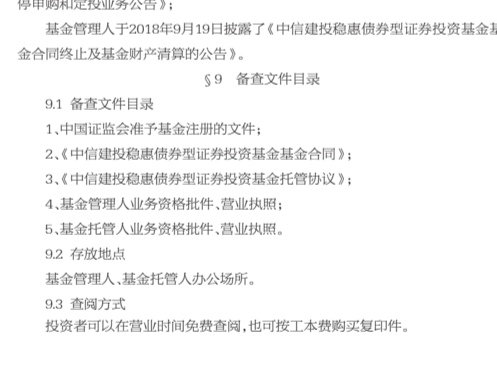 停申购和定投业务公告》；
基金管理人于2018年9月19日披露了《中信建投稳惠债券型证券投资基金基
金合同终止及基金财产清算的公告》。
§9 备查文件目录
9.1 备查文件目录
1、中国证监会准予基金注册的文件；
2、《中信建投稳惠债券型证券投资基金基金合同》；
3、《中信建投稳惠债券型证券投资基金托管协议》；
4、基金管理人业务资格批件、营业执照；
5、基金托管人业务资格批件、营业执照。
9.2 存放地点
基金管理人、基金托管人办公场所。
9.3 查阅方式
投资者可以在营业时间免费查阅，也可按工本费购买复印件。